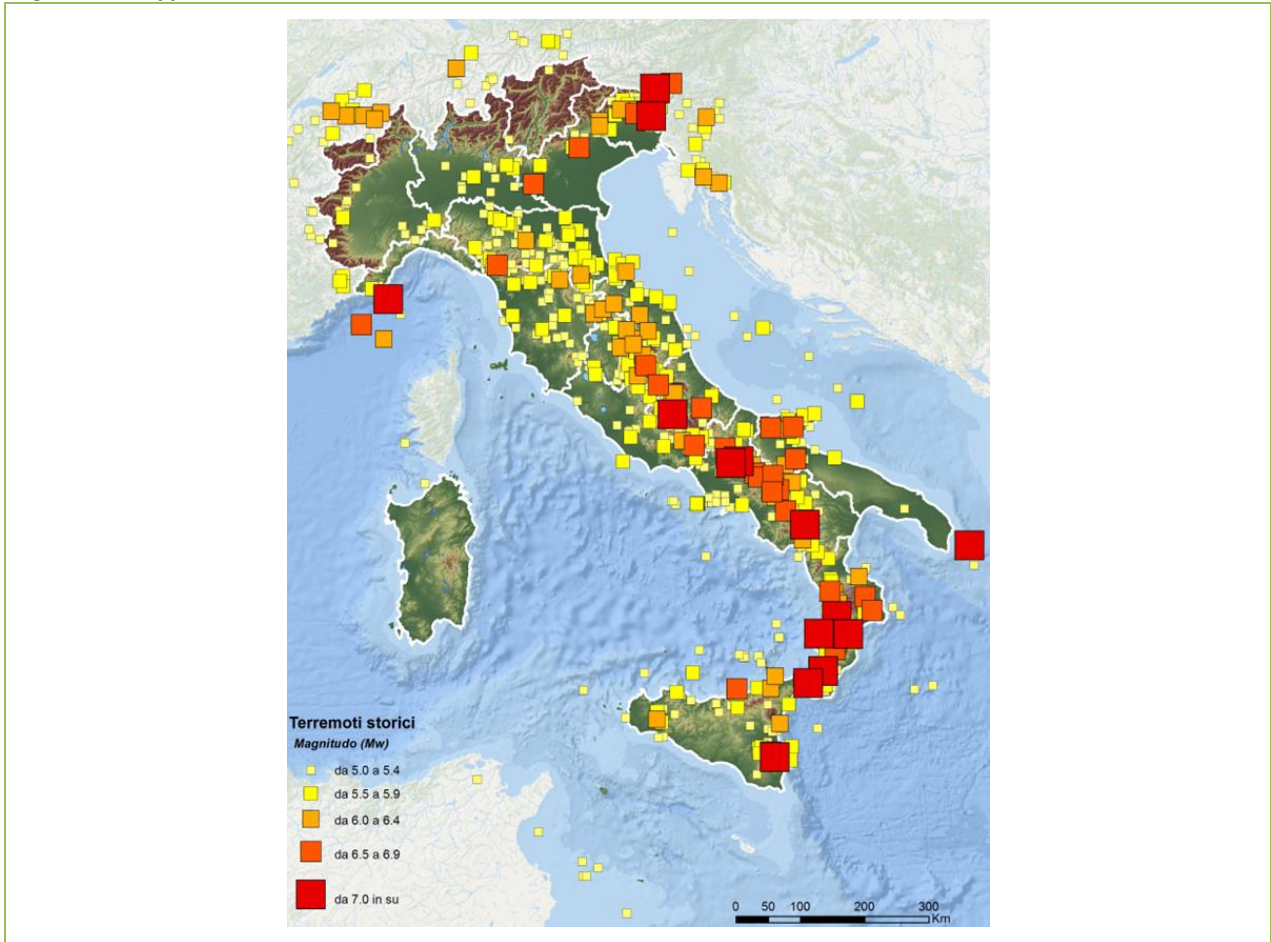 Terremoti storici
Magnitudo (Mw)
da 5.0 a 5.4
da 5.5 a 5.9
da 6.0 a 6.4
da 6.5 a 6.9
da 7.0 in su
0 50 100 200 300
Km